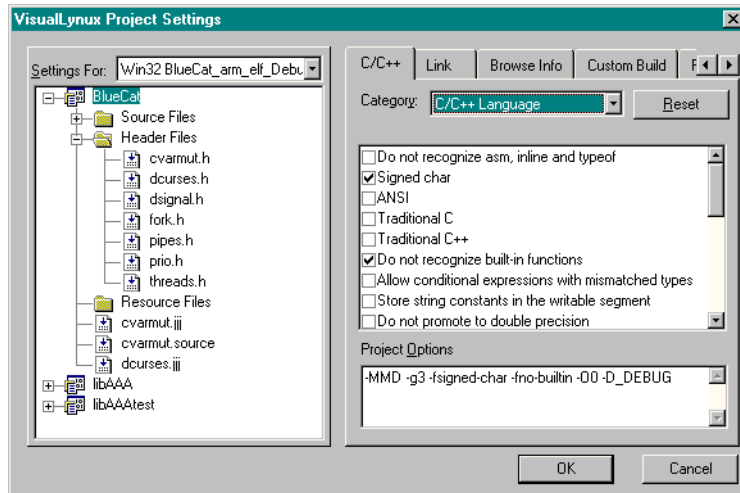 VisualLynux Project Settings
Settings For: Win32 BlueCat_arm_elf_Debu
BlueCat
Source Files
Header Files
cvarmut.h
dcurses.h
dsignal.h
fork.h
pipes.h
prio.h
threads.h
Resource Files
cvarmut.jjj
cvarmut.source
dcurses.jjj
libAAA
libAAAtest
C/C++ Link Browse Info Custom Build
Category: C/C++ Language Reset
Do not recognize asm, inline and typeof
Signed char
ANSI
Traditional C
Traditional C++
Do not recognize built-in functions
Allow conditional expressions with mismatched types
Store string constants in the writable segment
Do not promote to double precision
Project Options
-MMD -g3 -fsigned-char -fno-builtin -O0 -D_DEBUG
OK Cancel